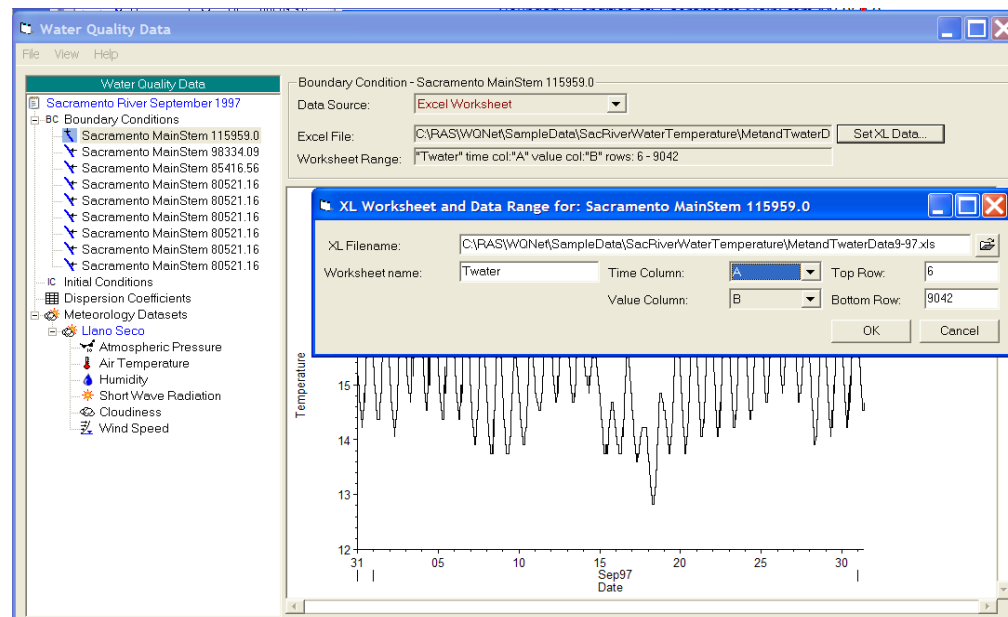 Water Quality Data
File View Help
Water Quality Data
Sacramento River September 1997
BC Boundary Conditions
Sacramento MainStem 115959.0
Sacramento MainStem 98334.09
Sacramento MainStem 85416.56
Sacramento MainStem 80521.16
Sacramento MainStem 80521.16
Sacramento MainStem 80521.16
Sacramento MainStem 80521.16
Sacramento MainStem 80521.16
Sacramento MainStem 80521.16
IC Initial Conditions
Dispersion Coefficients
Meteorology Datasets
Llano Seco
Atmospheric Pressure
Air Temperature
Humidity
Short Wave Radiation
Cloudiness
Wind Speed
Boundary Condition - Sacramento MainStem 115959.0
Data Source: Excel Worksheet
Excel File: C:\RAS\WQNet\SampleData\SacRiverWaterTemperature\MetandTwaterD Set XL Data...
Worksheet Range: "Twater" time col:"A" value col:"B" rows: 6 - 9042
XL Worksheet and Data Range for: Sacramento MainStem 115959.0
XL Filename: C:\RAS\WQNet\SampleData\SacRiverWaterTemperature\MetandTwaterData9-97.xls
Worksheet name: Twater Time Column: A Top Row: 6
Value Column: B Bottom Row: 9042
OK Cancel
Temperature
15
14
13
12
31 05 10 15 20 25 30
Sep97
Date